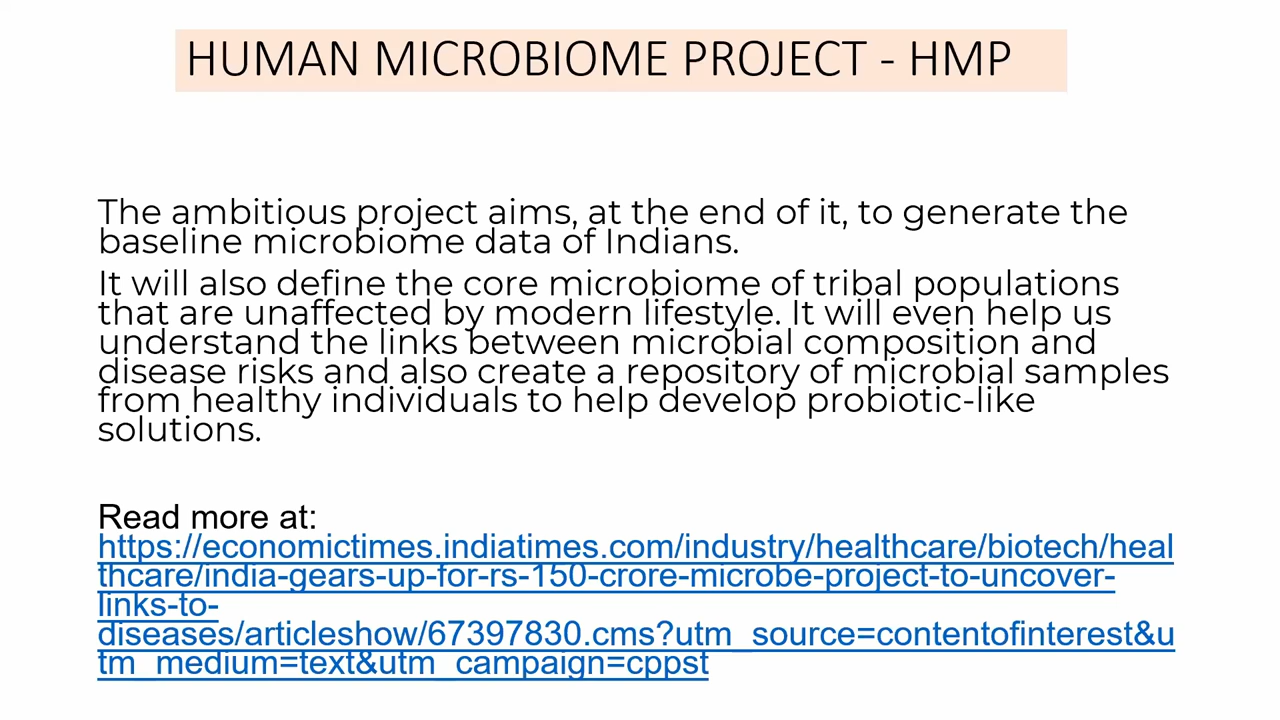 HUMAN MICROBIOME PROJECT - HMP
The ambitious project aims, at the end of it, to generate the
baseline microbiome data of Indians.
It will also define the core microbiome of tribal populations
that are unaffected by modern lifestyle. It will even help us
understand the links between microbial composition and
disease risks and also create a repository of microbial samples
from healthy individuals to help develop probiotic-like
solutions.
Read more at:
https://economictimes.indiatimes.com/industry/healthcare/biotech/heal
thcare/india-gears-up-for-rs-150-crore-microbe-project-to-uncover-
links-to-
diseases/articleshow/67397830.cms?utm_source=contentofinterest&u
tm_medium=text&utm_campaign=cppst